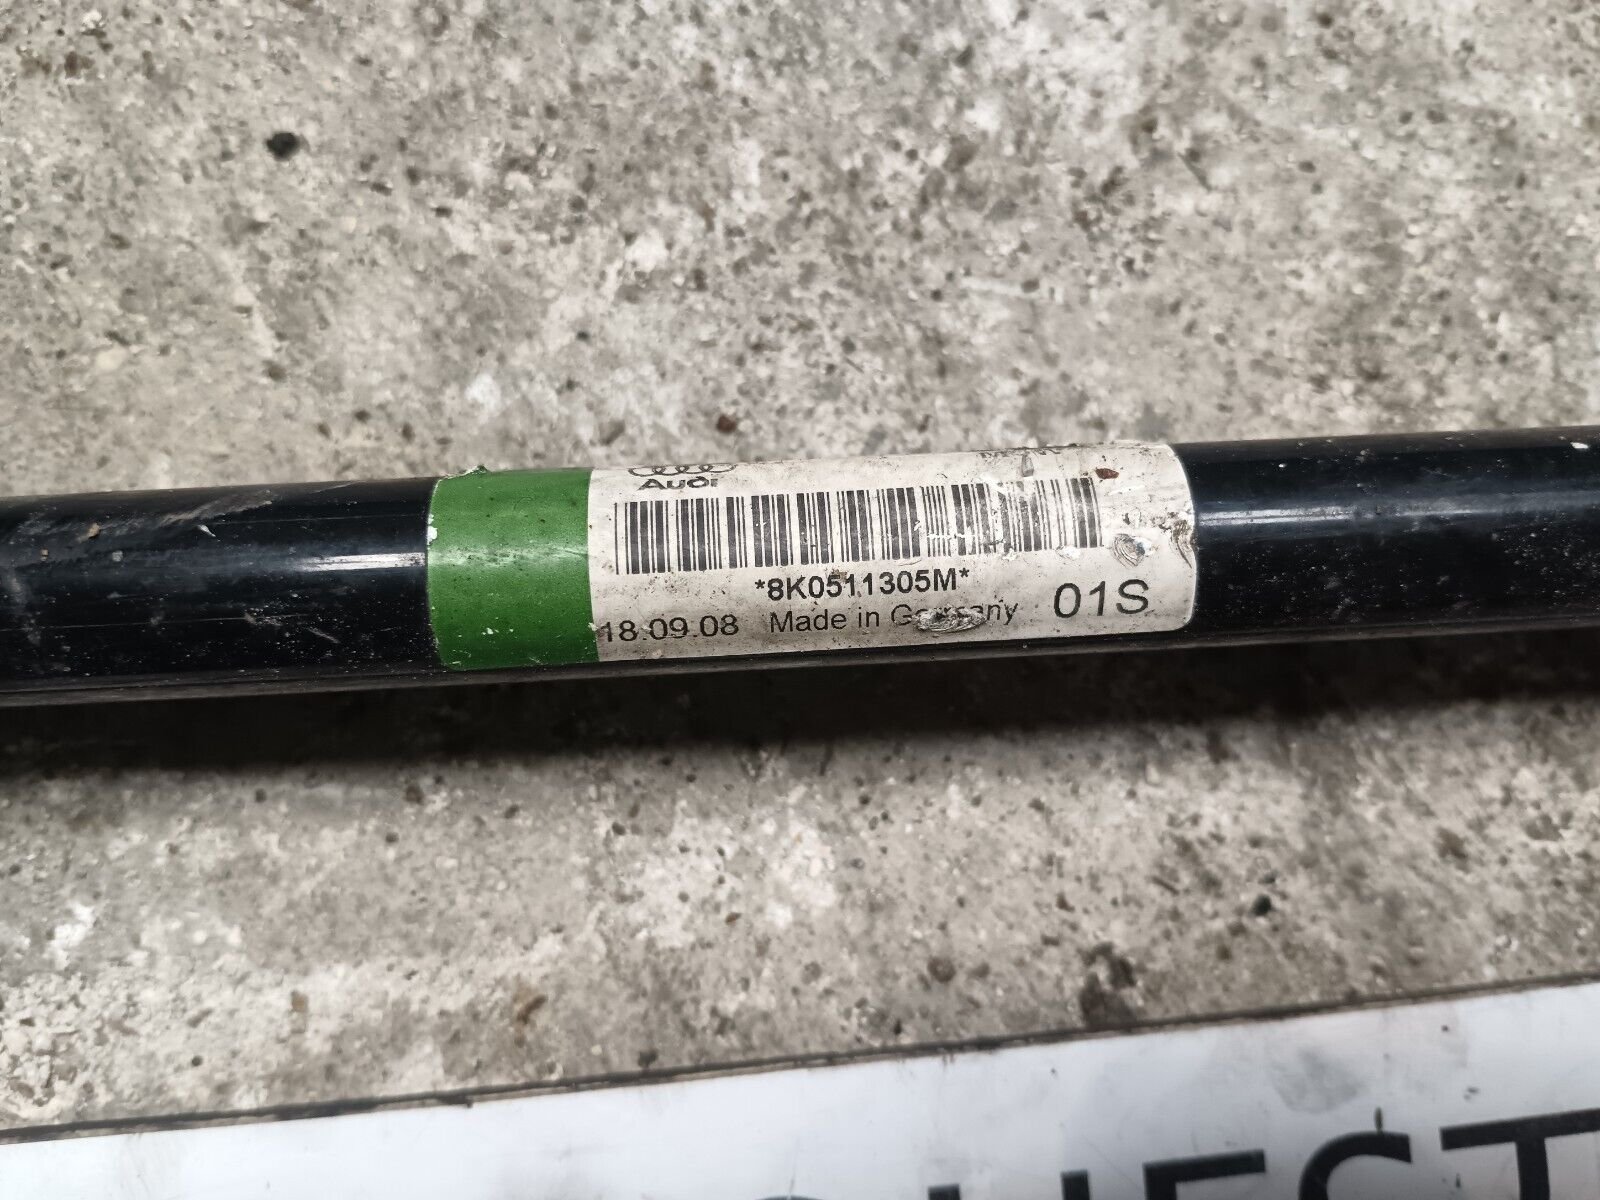 Audi
*8K0511305M*
18.09.08 Made in Germany 01S